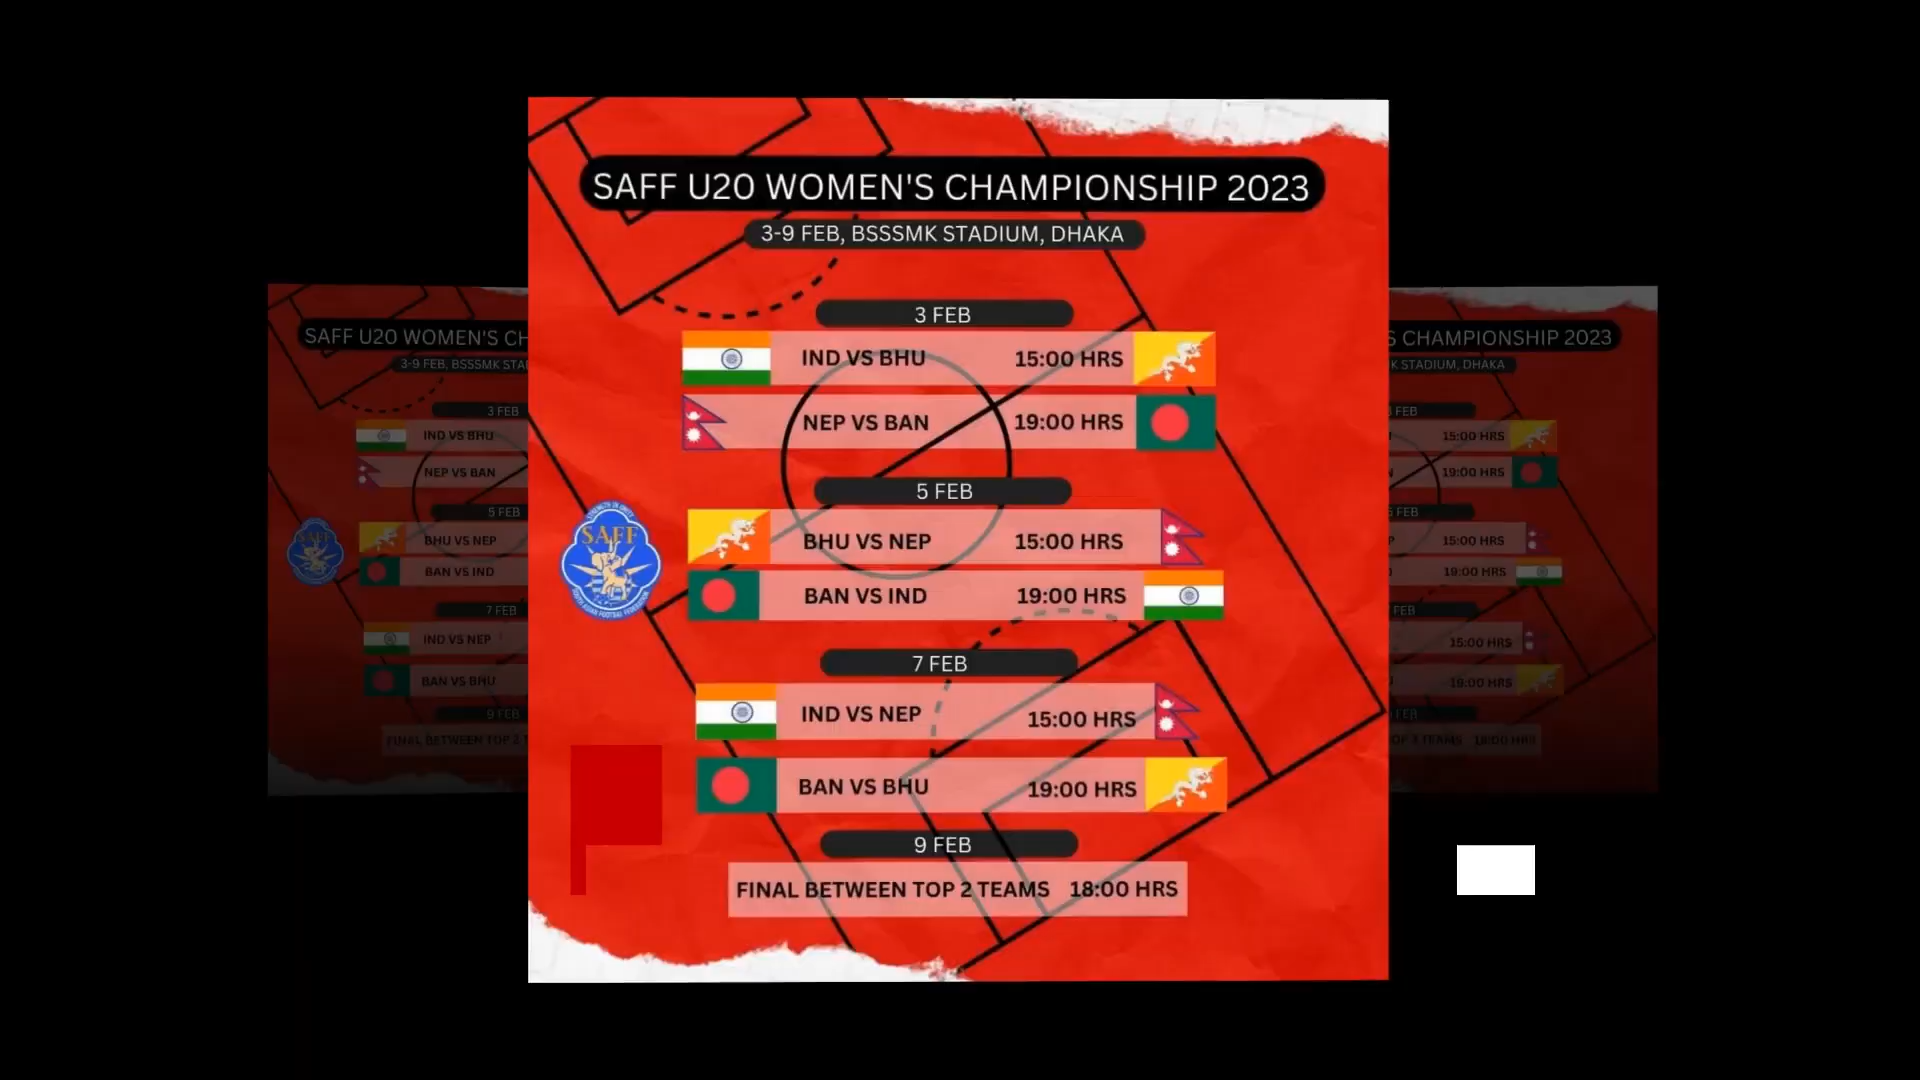 SAFF U20 WOMEN'S CHAMPIONSHIP 2023
3-9 FEB, BSSSMK STADIUM, DHAKA
3 FEB
IND VS BHU 15:00 HRS
NEP VS BAN 19:00 HRS
5 FEB
SAFF
BHU VS NEP 15:00 HRS
BAN VS IND 19:00 HRS
7 FEB
IND VS NEP 15:00 HRS
BAN VS BHU 19:00 HRS
9 FEB
FINAL BETWEEN TOP 2 TEAMS 18:00 HRS